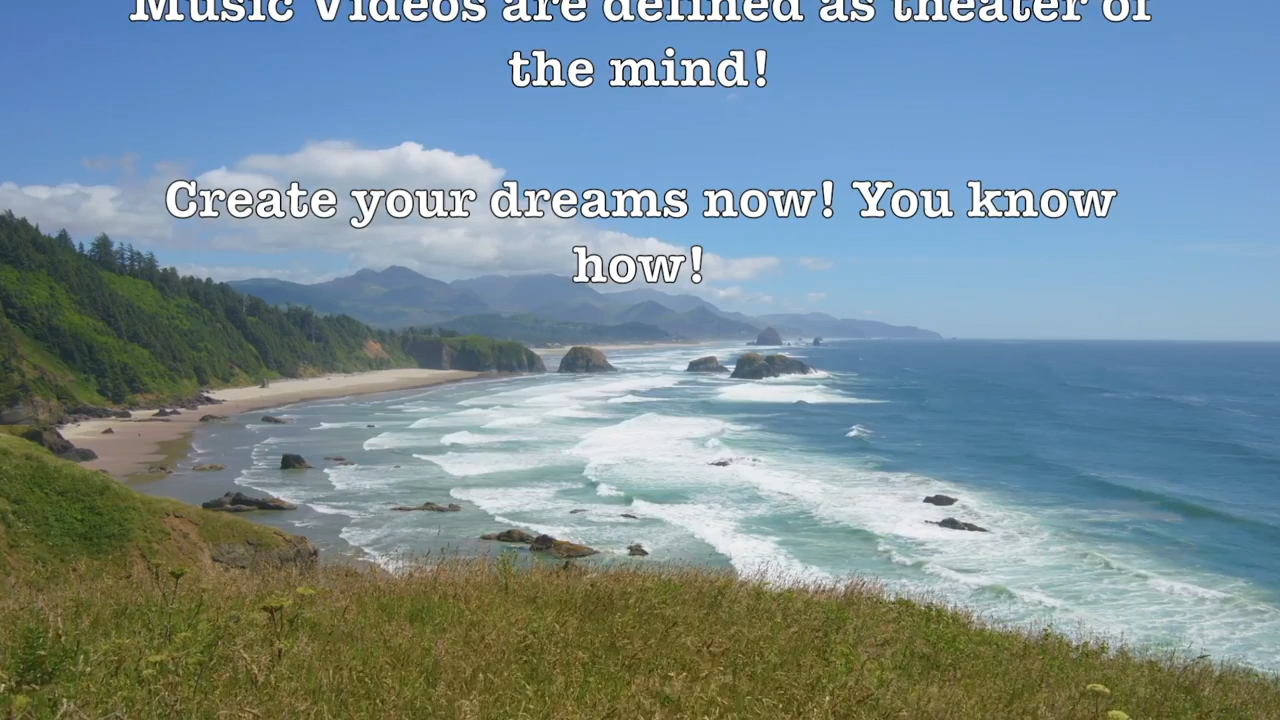 Music Videos are defined as theater of
the mind!
Create your dreams now! You know
how!